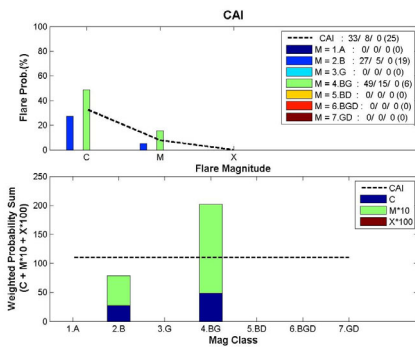 CAI
100
80
60
40
20
0
Flare Prob.(%)
C M X
Flare Magnitude
CAI : 33/ 8/ 0 (25)
M = 1.A : 0/ 0/ 0 (0)
M = 2.B : 27/ 5/ 0 (19)
M = 3.G : 0/ 0/ 0 (0)
M = 4.BG : 49/ 15/ 0 (6)
M = 5.BD : 0/ 0/ 0 (0)
M = 6.BGD : 0/ 0/ 0 (0)
M = 7.GD : 0/ 0/ 0 (0)
200
150
100
50
0
Weighted Probability Sum
(C + M*10 + X*100)
1.A 2.B 3.G 4.BG 5.BD 6.BGD 7.GD
Mag Class
CAI
C
M*10
X*100